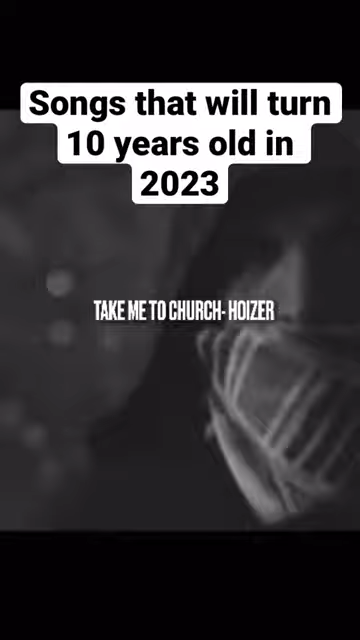 Songs that will turn
10 years old in
2023
TAKE ME TO CHURCH- HOIZER